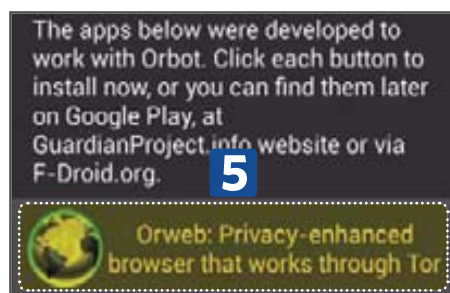 The apps below were developed to
work with Orbot. Click each button to
install now, or you can find them later
on Google Play, at
GuardianProject.info website or via
F-Droid.org.
5
Orweb: Privacy-enhanced
browser that works through Tor